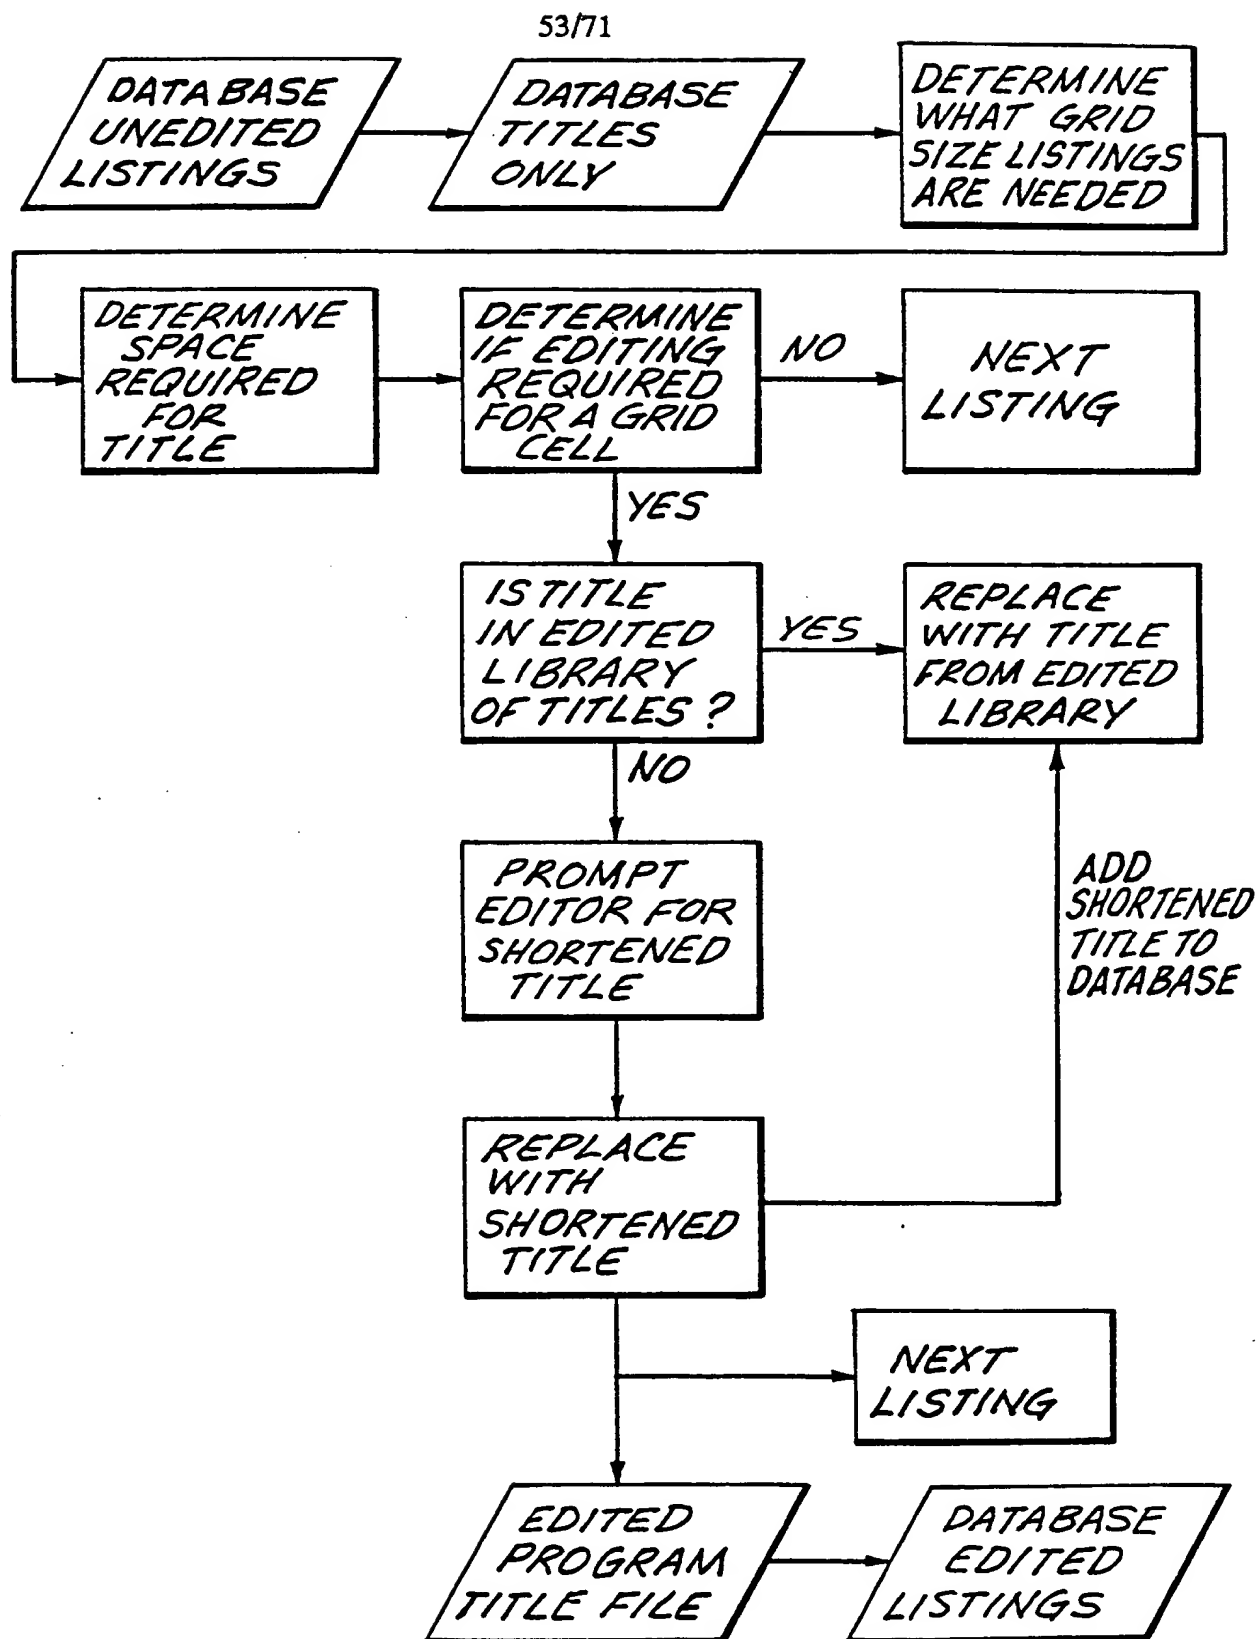 53/71
DATABASE
UNEDITED
LISTINGS
DATABASE
TITLES
ONLY
DETERMINE
WHAT GRID
SIZE LISTINGS
ARE NEEDED
DETERMINE
SPACE
REQUIRED
FOR
TITLE
DETERMINE
IF EDITING
REQUIRED
FOR A GRID
CELL
NO
NEXT
LISTING
YES
IS TITLE
IN EDITED
LIBRARY
OF TITLES?
YES
REPLACE
WITH TITLE
FROM EDITED
LIBRARY
NO
PROMPT
EDITOR FOR
SHORTENED
TITLE
ADD
SHORTENED
TITLE TO
DATABASE
REPLACE
WITH
SHORTENED
TITLE
NEXT
LISTING
EDITED
PROGRAM
TITLE FILE
DATABASE
EDITED
LISTINGS